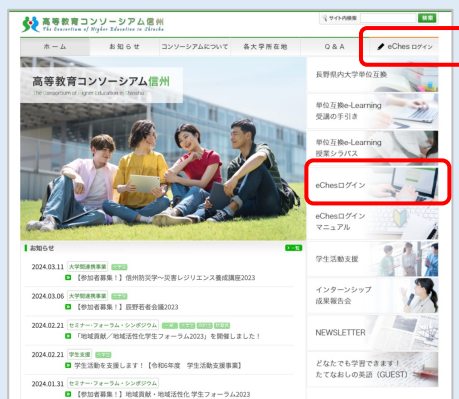 高等教育コンソーシアム信州
The Consortium of Higher Education in Shinshu
サイト内検索
検索
ホーム
お知らせ
コンソーシアムについて
各大学所在地
Q & A
eChes ログイン
高等教育コンソーシアム信州
The Consortium of Higher Education in Shinshu
長野県内大学単位互換
単位互換e-Learning
受講の手引き
単位互換e-Learning
授業シラバス
eChesログイン
eChesログイン
マニュアル
学生活動支援
インターンシップ
成果報告会
NEWSLETTER
どなたでも学習できます！
たてなおしの英語（GUEST）
お知らせ
一覧
2024.03.11 大学間連携事業
【参加者募集！】信州防災学～災害レジリエンス養成講座2023
2024.03.06 大学間連携事業
【参加者募集！】辰野若者会議2023
2024.02.21 セミナー・フォーラム・シンポジウム
「地域貢献／地域活性化学生フォーラム2023」を開催しました！
2024.02.21 学生支援
学生活動を支援します！【令和6年度　学生活動支援事業】
2024.01.31 セミナー・フォーラム・シンポジウム
【参加者募集！】地域貢献・地域活性化 学生フォーラム2023